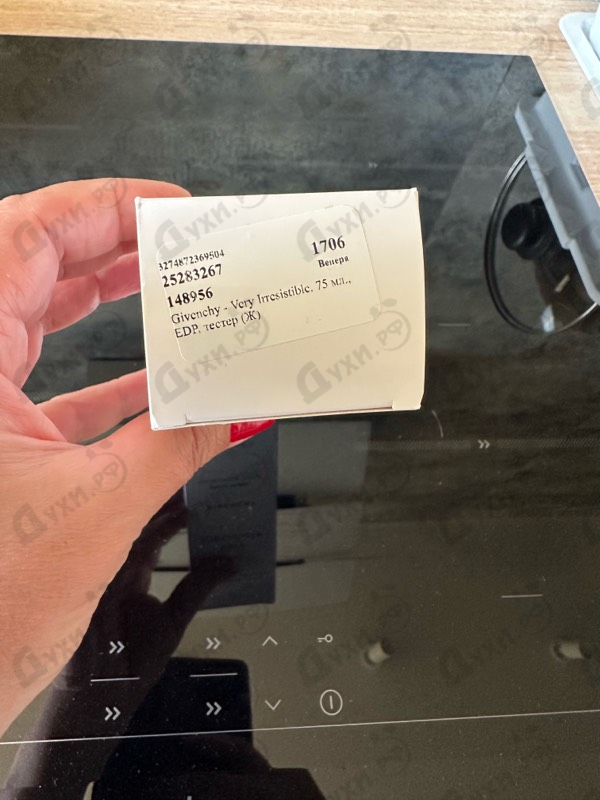 3274872369504
25283267
1706
Венера
148956
Givenchy - Very Irresistible, 75 мл.,
EDP, тестер (Ж)
Духи.рф